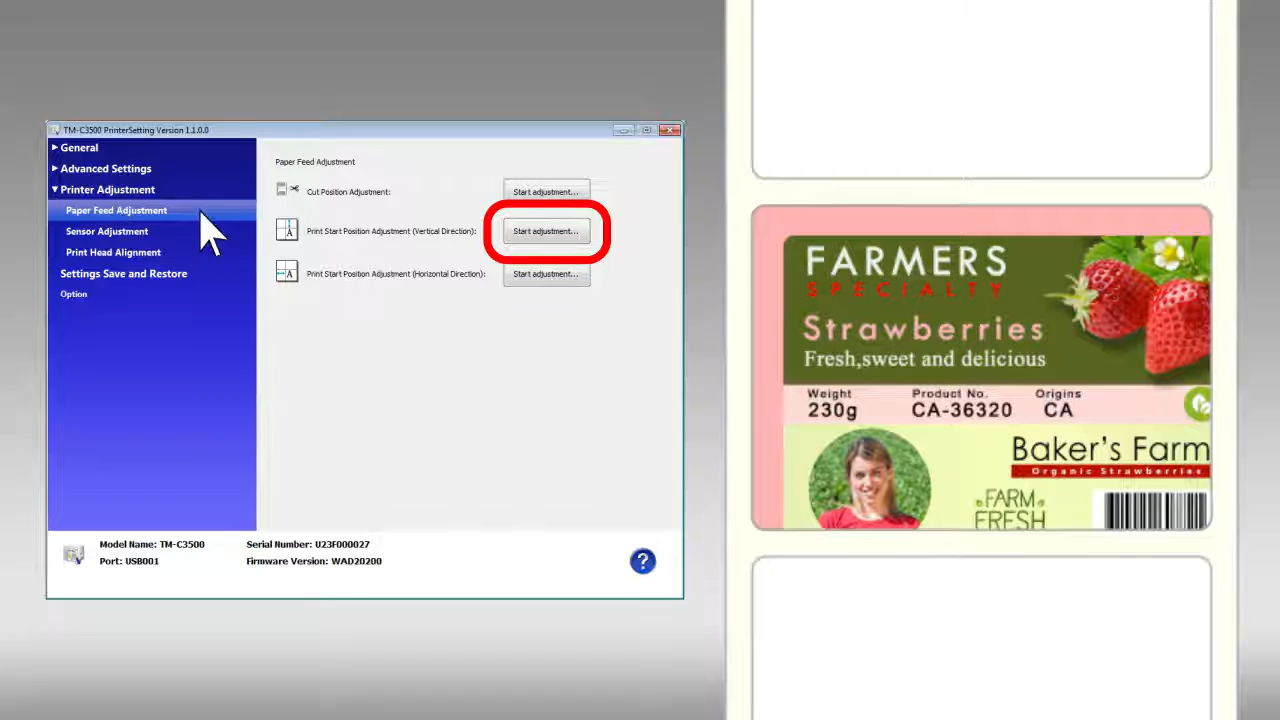 TM-C3500 PrinterSetting Version 1.1.0.0
General
Advanced Settings
Printer Adjustment
Paper Feed Adjustment
Sensor Adjustment
Print Head Alignment
Settings Save and Restore
Option
Paper Feed Adjustment
Cut Position Adjustment:
Start adjustment...
A
Print Start Position Adjustment (Vertical Direction):
Start adjustment...
A
Print Start Position Adjustment (Horizontal Direction):
Start adjustment...
Model Name: TM-C3500
Serial Number: U23F000027
Port: USB001
Firmware Version: WAD20200
?
FARMERS
SPECIALTY
Strawberries
Fresh,sweet and delicious
Weight
Product No.
Origins
230g
CA-36320
CA
Baker's Farm
Organic Strawberries
FARM
FRESH